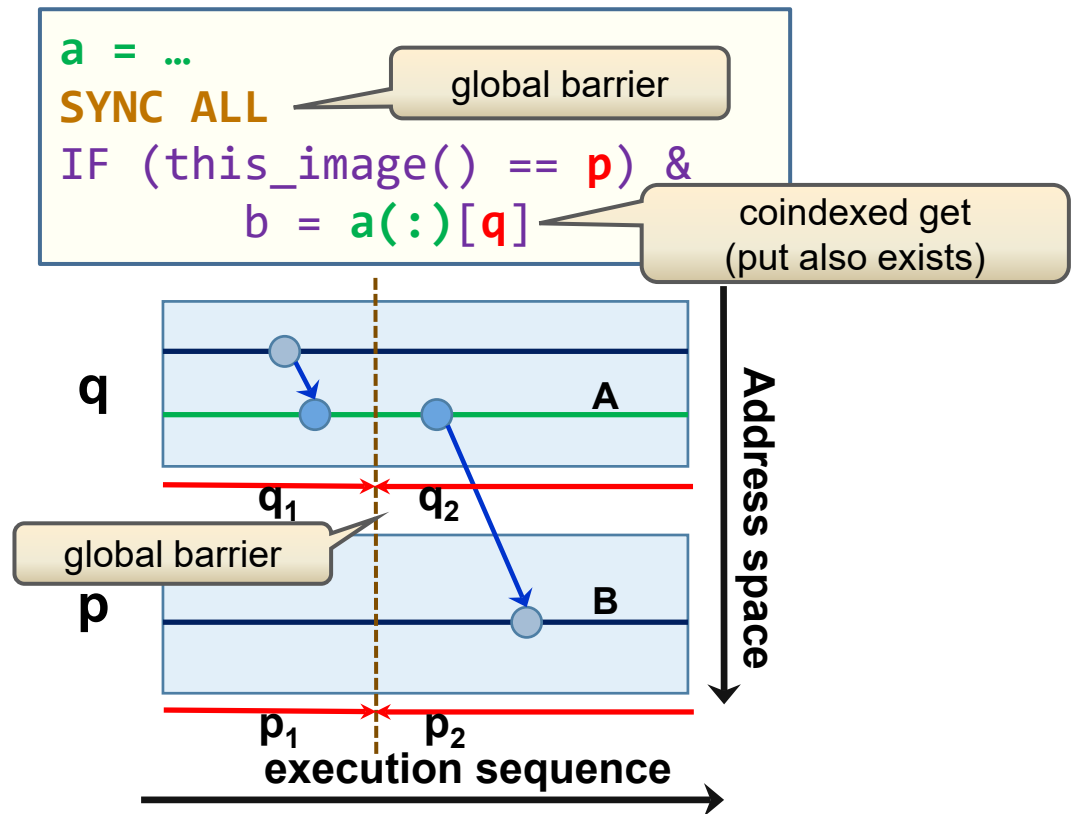 a = …
SYNC ALL
global barrier
IF (this_image() == p) &
b = a(:)[q]
coindexed get
(put also exists)
q
A
q1
q2
global barrier
p
B
p1
p2
Address space
execution sequence